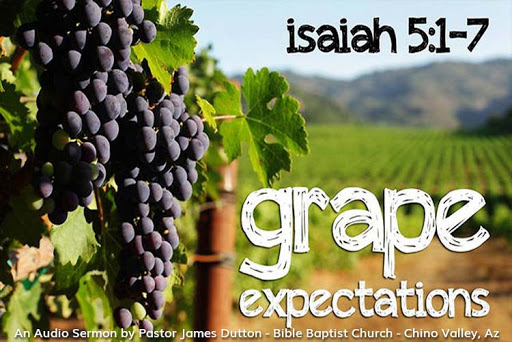 isaiah 5:1-7
grape
expectations
An Audio Sermon by Pastor James Dutton - Bible Baptist Church - Chino Valley, Az